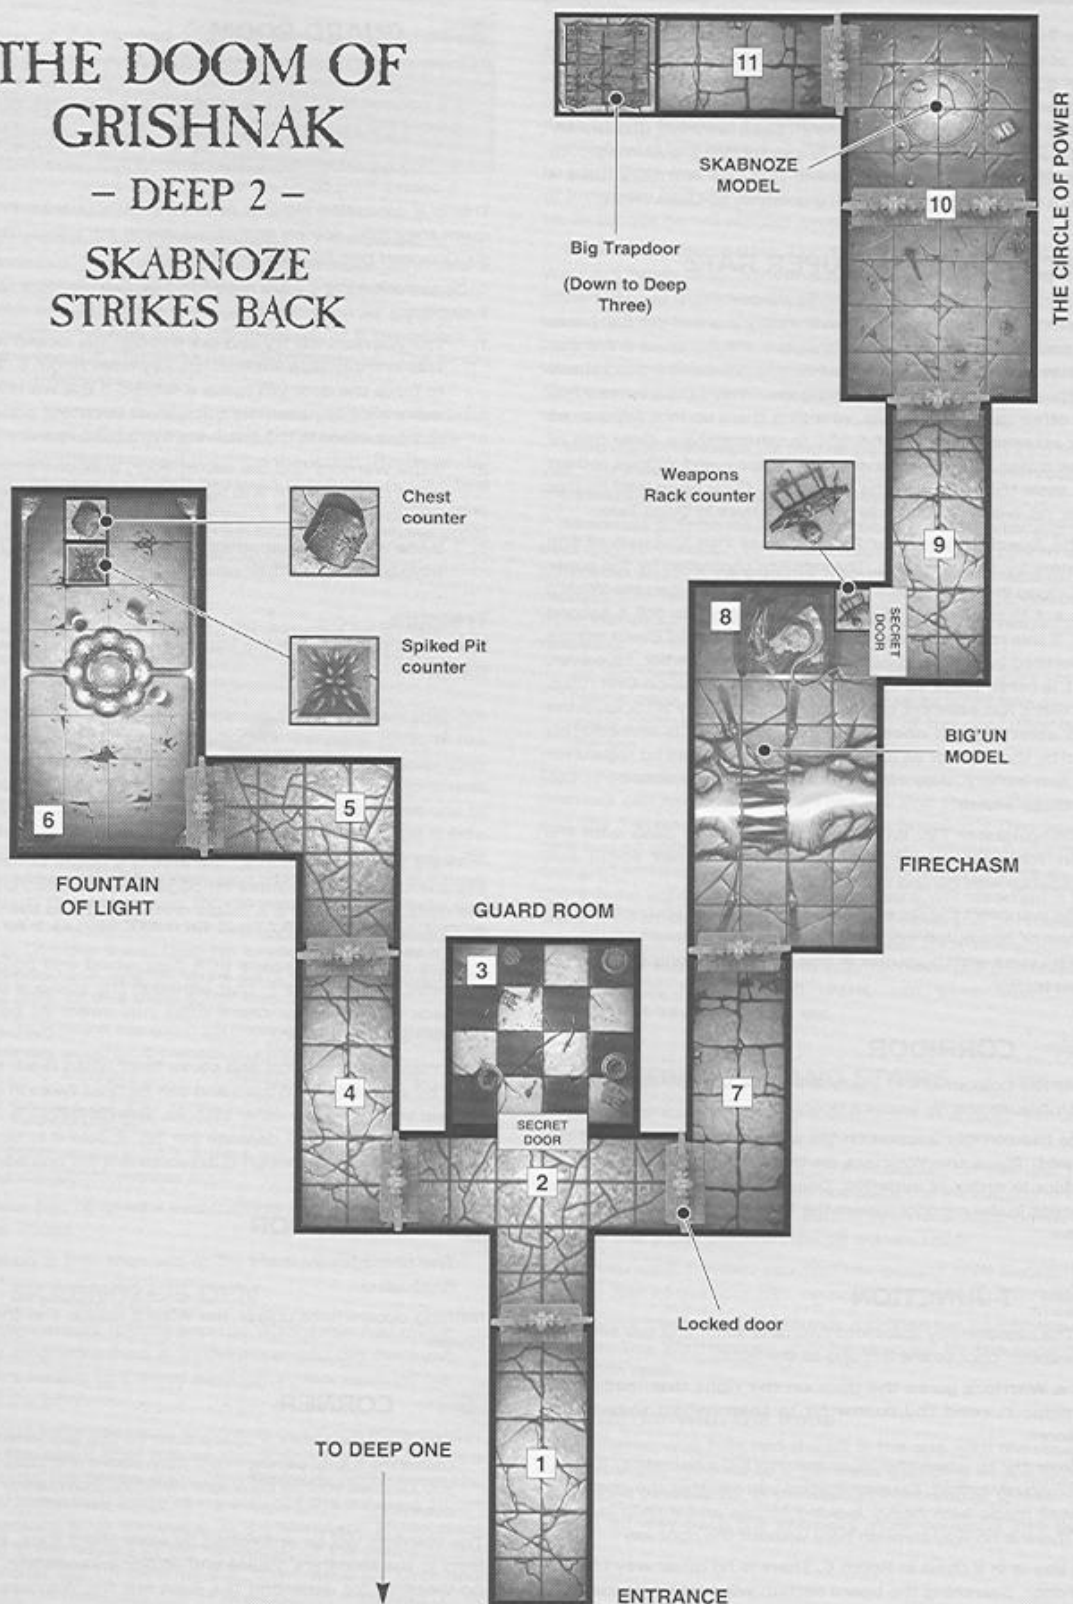 THE DOOM OF
GRISHNAK
– DEEP 2 –
SKABNOZE
STRIKES BACK
11
SKABNOZE
MODEL
10
THE CIRCLE OF POWER
Big Trapdoor
(Down to Deep
Three)
Weapons
Rack counter
9
Chest
counter
8
SECRET
DOOR
Spiked Pit
counter
BIG'UN
MODEL
5
6
FIRECHASM
FOUNTAIN
OF LIGHT
GUARD ROOM
3
4
7
SECRET
DOOR
2
Locked door
TO DEEP ONE
1
ENTRANCE